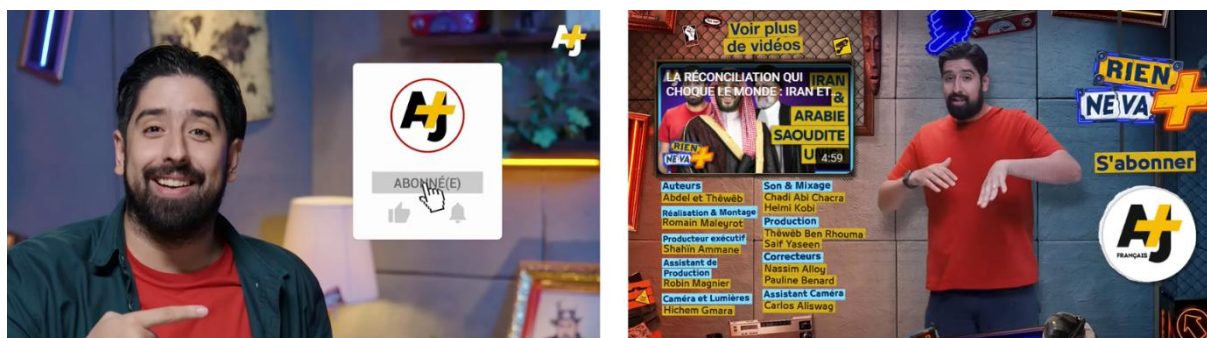 AJ+
AJ+
ABONNÉ(E)
Voir plus
de vidéos
LA RÉCONCILIATION QUI
CHOQUE LE MONDE : IRAN ET...
IRAN
&
ARABIE
SAOUDITE
U
4:59
RIEN
NE VA +
Auteurs
Abdel et Thèwèb
Réalisation & Montage
Romain Maleyrot
Producteur exécutif
Shahin Ammane
Assistant de
Production
Robin Magnier
Caméra et Lumières
Hichem Gmara
Son & Mixage
Chadi Abi Chacra
Helmi Kobi
Production
Thèwèb Ben Rhouma
Saif Yaseen
Correcteurs
Nassim Alloy
Pauline Benard
Assistant Caméra
Carlos Aliswag
RIEN
NE VA +
S'abonner
AJ+
FRANÇAIS